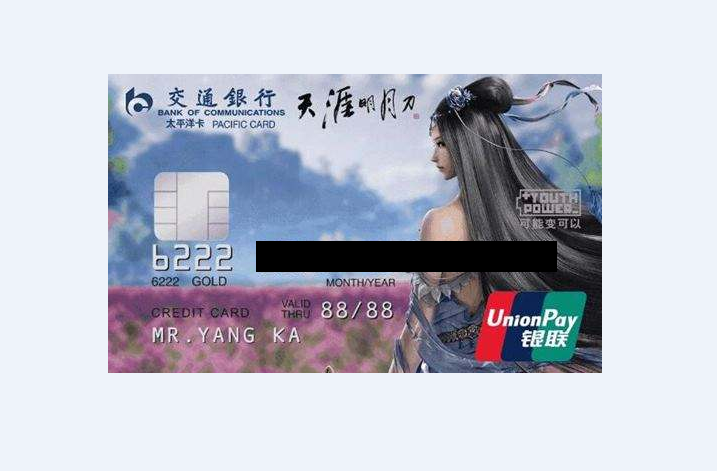 交通銀行
BANK OF COMMUNICATIONS
太平洋卡 PACIFIC CARD
天涯明月刀
+YOUTH
POWER_
可能变可以
6222
6222 GOLD
MONTH/YEAR
CREDIT CARD VALID THRU 88/88
MR.YANG KA
UnionPay
银联